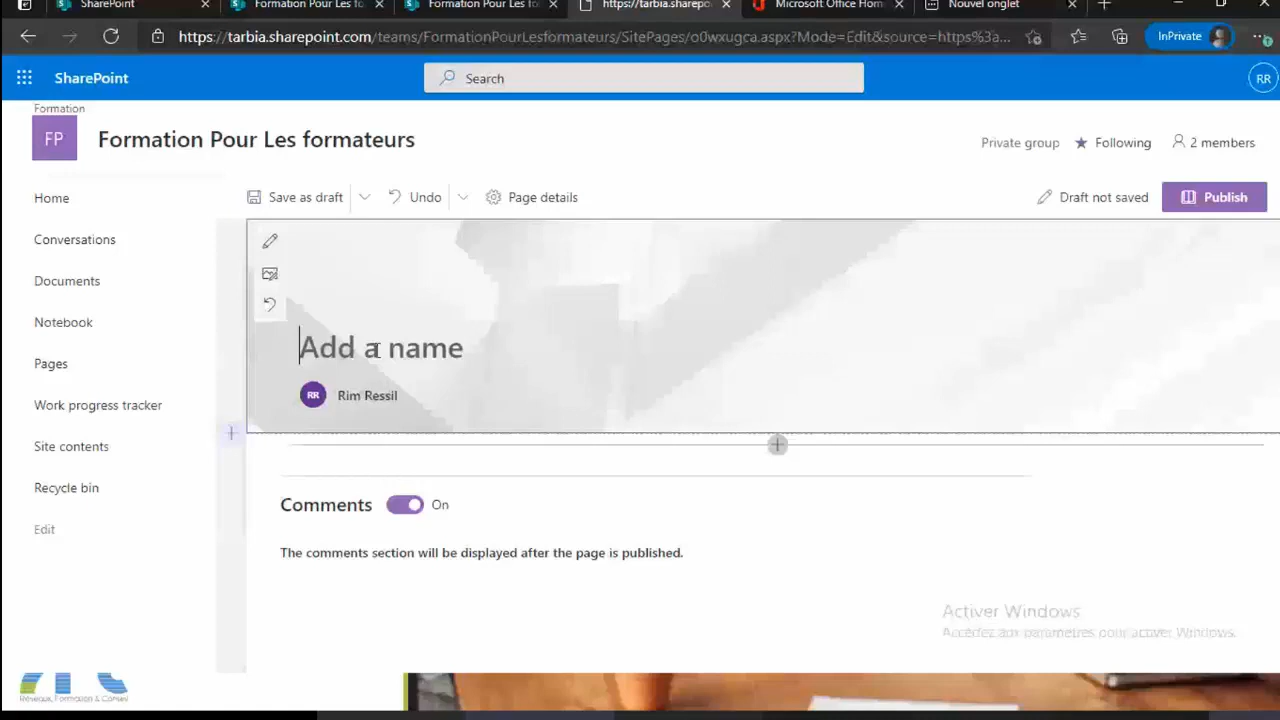 SharePoint
Formation Pour Les fo
Formation Pour Les fo
https://tarbia.sharepo
Microsoft Office Hom
Nouvel onglet
https://tarbia.sharepoint.com/teams/FormationPourLesformateurs/SitePages/o0wxugca.aspx?Mode=Edit&source=https%3a...
InPrivate
SharePoint
Search
RR
Formation
FP
Formation Pour Les formateurs
Private group
Following
2 members
Home
Save as draft
Undo
Page details
Draft not saved
Publish
Conversations
Documents
Notebook
Pages
Work progress tracker
Site contents
Recycle bin
Edit
Add a name
RR
Rim Ressil
Comments
On
The comments section will be displayed after the page is published.
Activer Windows
Accédez aux paramètres pour activer Windows.
Réseaux, Formation & Conseil